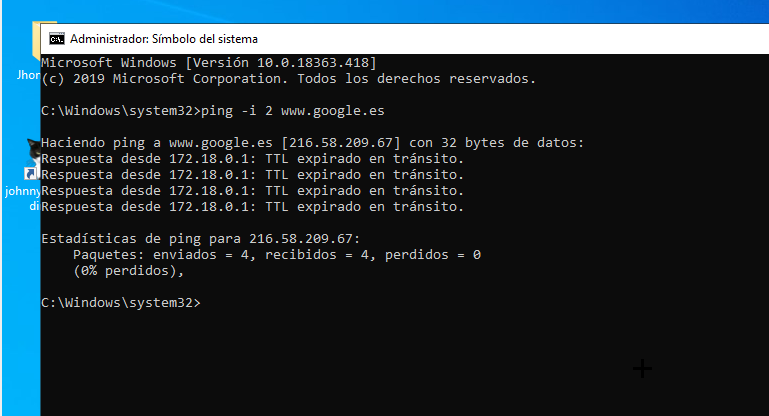 Administrador: Símbolo del sistema
Microsoft Windows [Versión 10.0.18363.418]
(c) 2019 Microsoft Corporation. Todos los derechos reservados.
C:\Windows\system32>ping -i 2 www.google.es
Haciendo ping a www.google.es [216.58.209.67] con 32 bytes de datos:
Respuesta desde 172.18.0.1: TTL expirado en tránsito.
Respuesta desde 172.18.0.1: TTL expirado en tránsito.
Respuesta desde 172.18.0.1: TTL expirado en tránsito.
Respuesta desde 172.18.0.1: TTL expirado en tránsito.
Estadísticas de ping para 216.58.209.67:
Paquetes: enviados = 4, recibidos = 4, perdidos = 0
(0% perdidos),
C:\Windows\system32>
Jhor
johnny
di